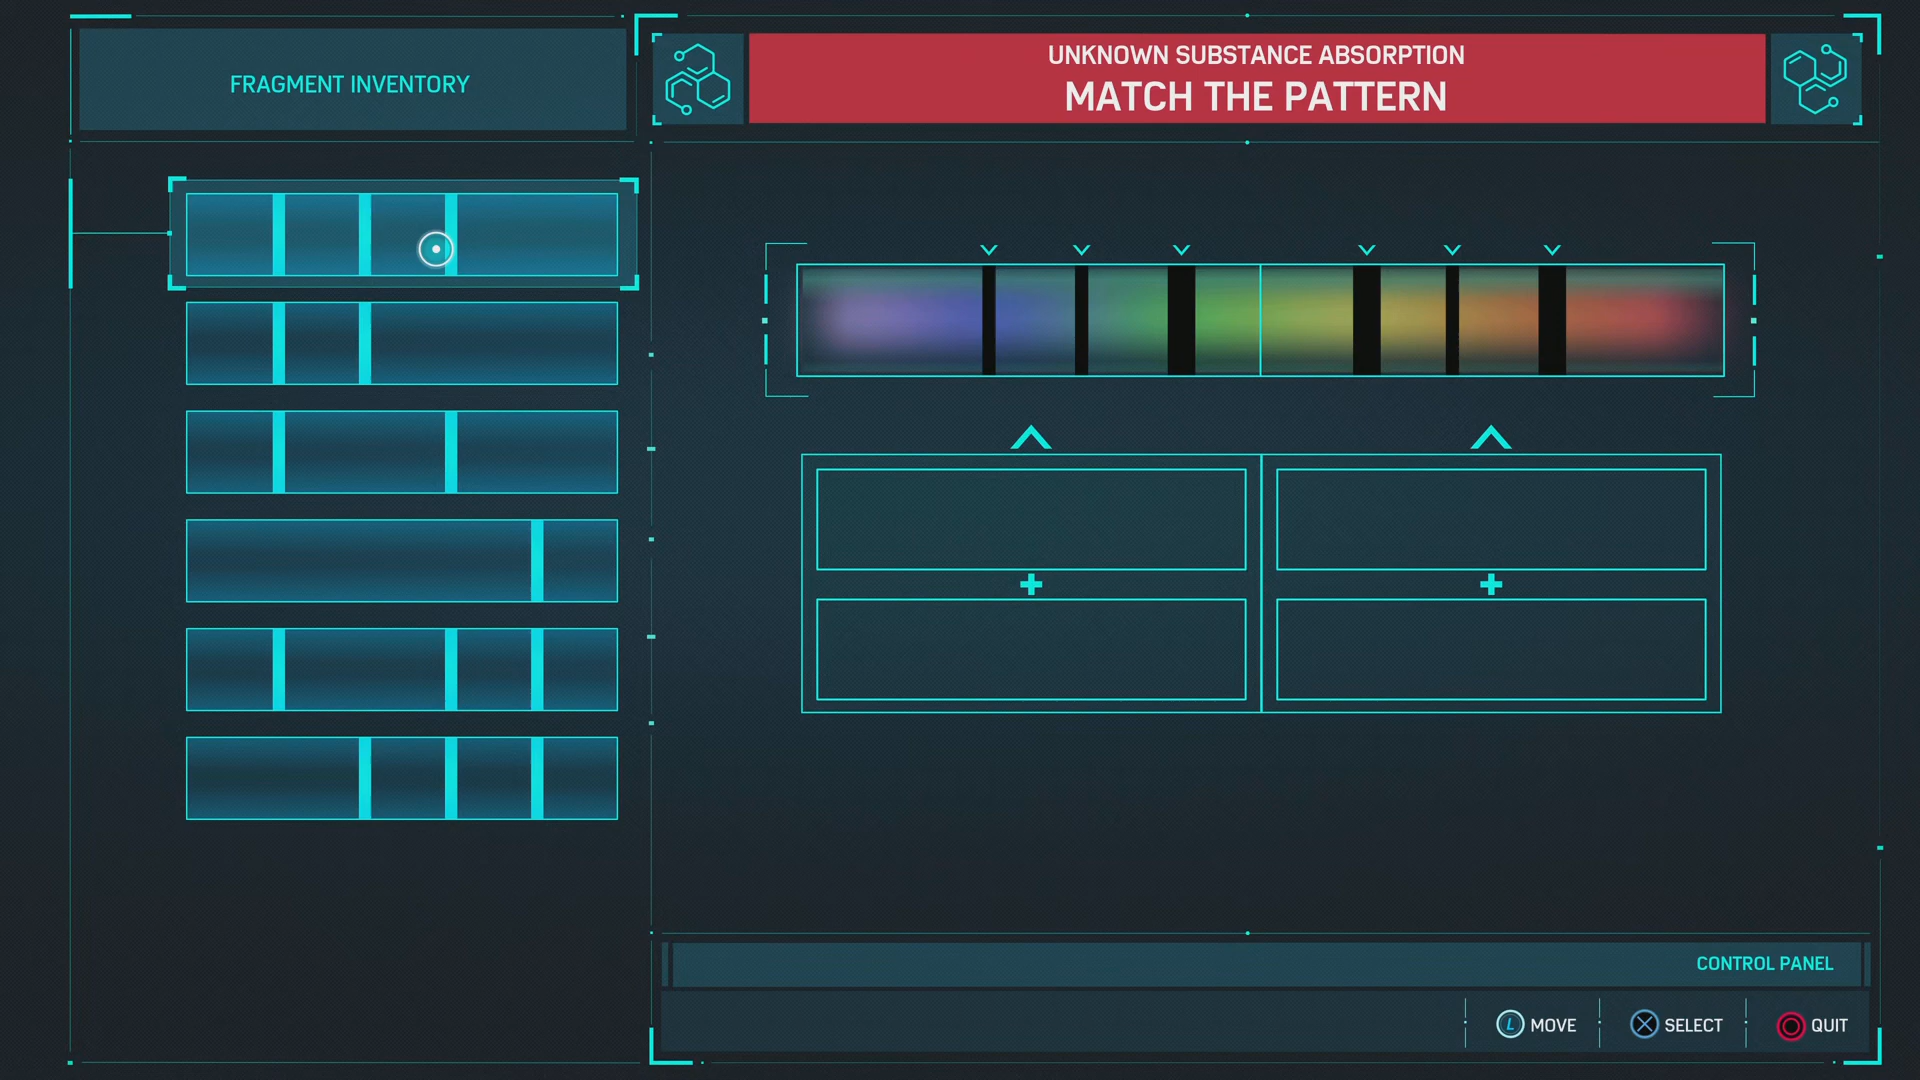 FRAGMENT INVENTORY
UNKNOWN SUBSTANCE ABSORPTION
MATCH THE PATTERN
CONTROL PANEL
L MOVE
SELECT
QUIT